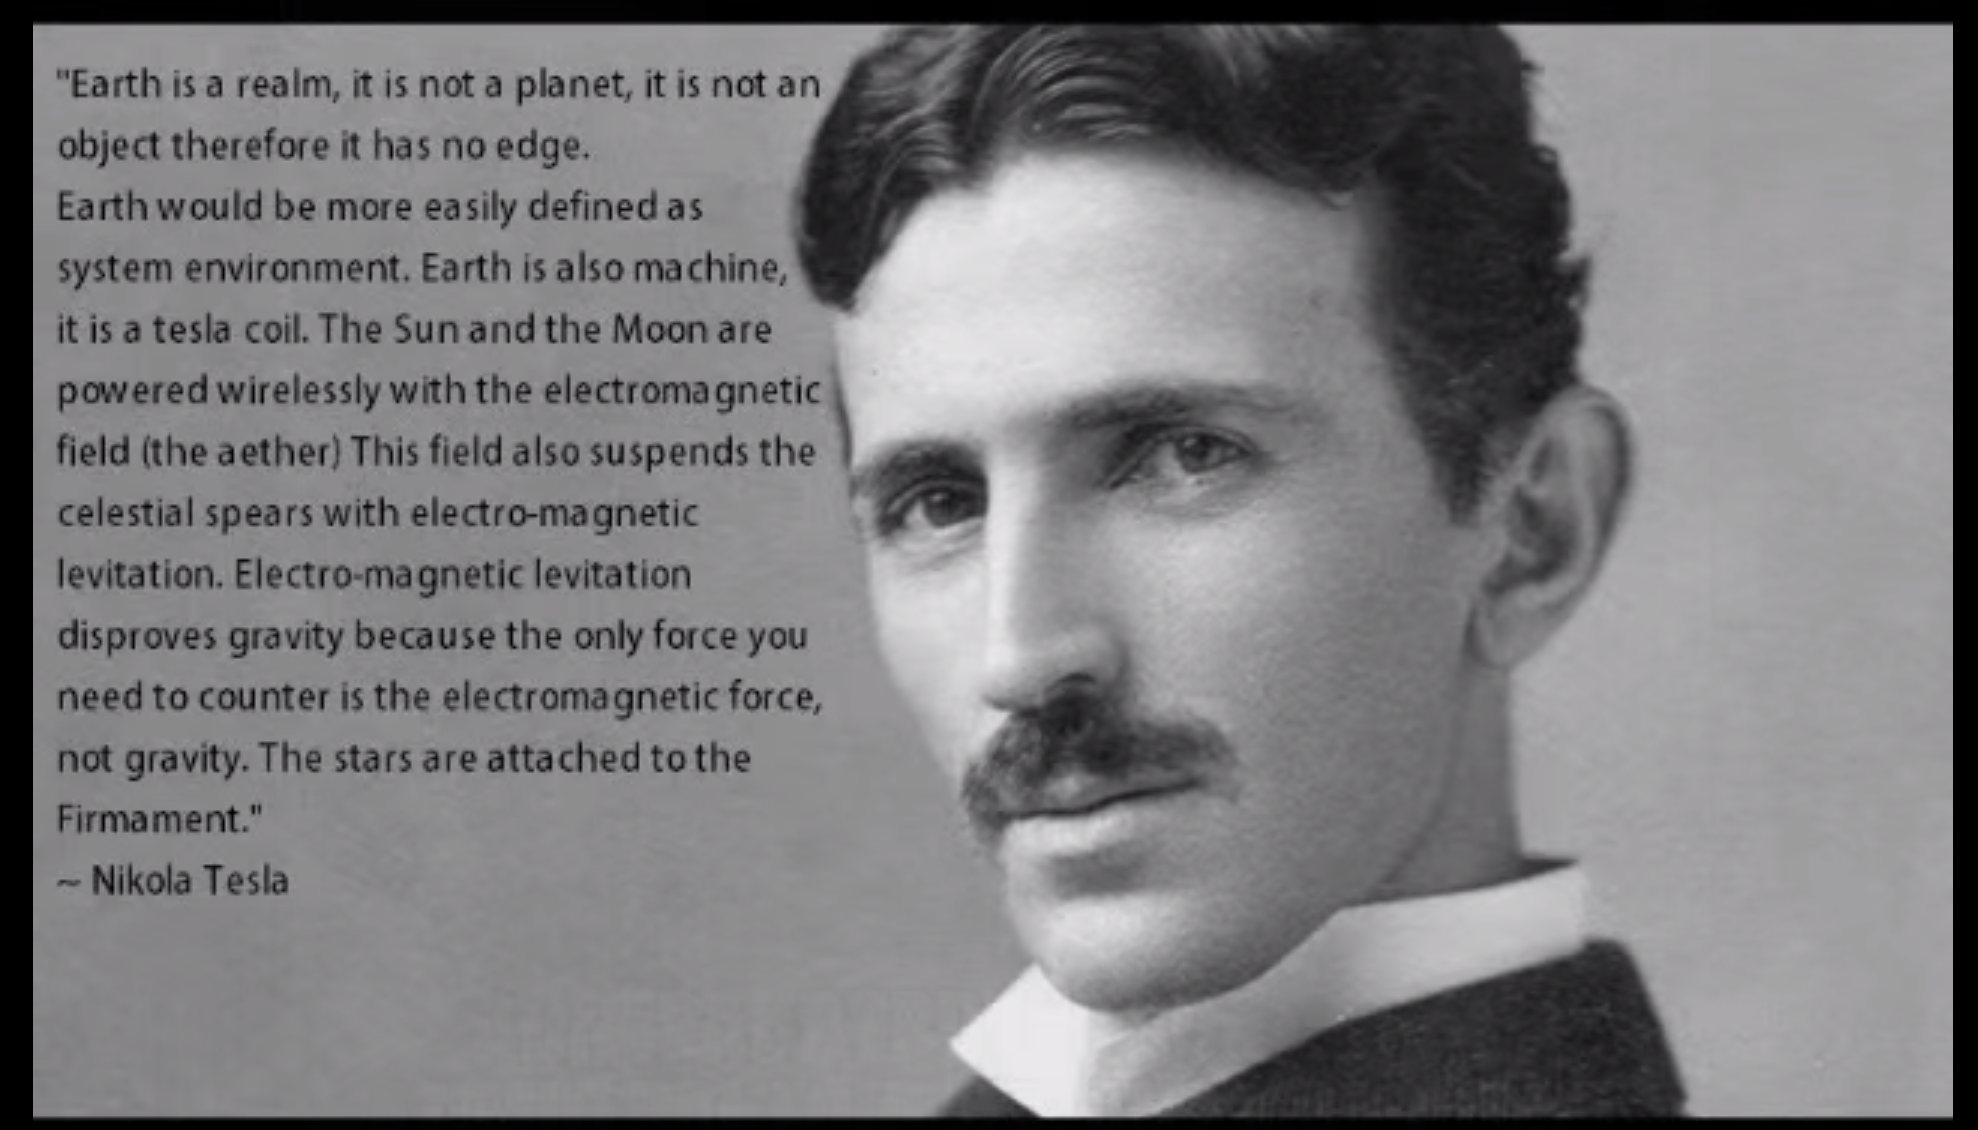 "Earth is a realm, it is not a planet, it is not an
object therefore it has no edge.
Earth would be more easily defined as
system environment. Earth is also machine,
it is a tesla coil. The Sun and the Moon are
powered wirelessly with the electromagnetic
field (the aether) This field also suspends the
celestial spears with electro-magnetic
levitation. Electro-magnetic levitation
disproves gravity because the only force you
need to counter is the electromagnetic force,
not gravity. The stars are attached to the
Firmament."
~ Nikola Tesla